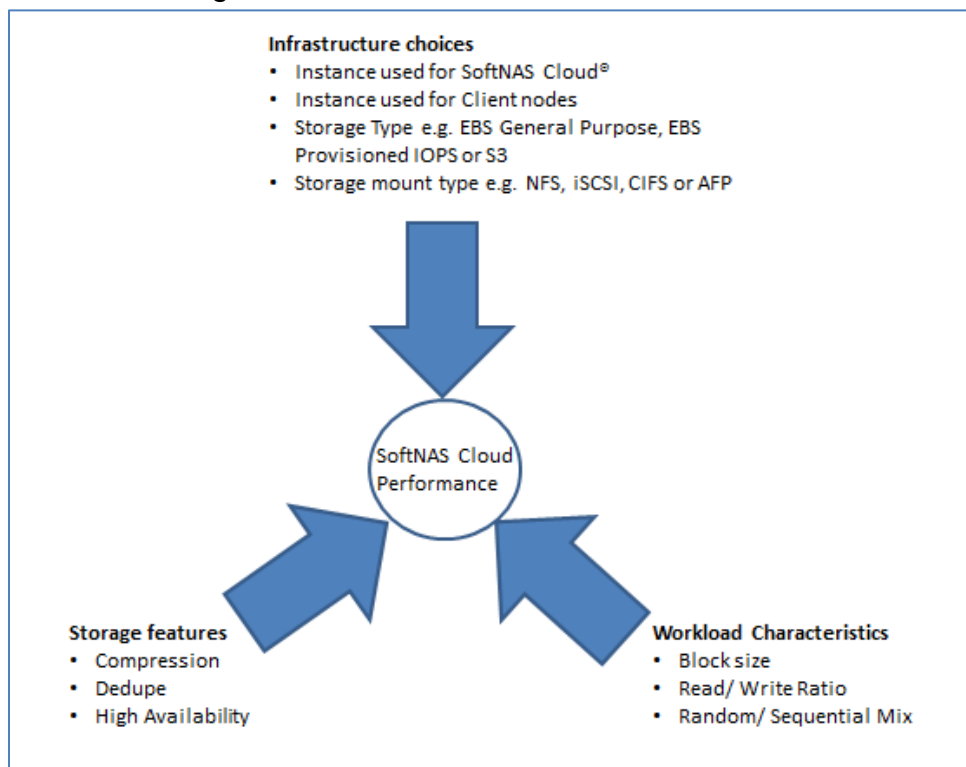 Infrastructure choices
• Instance used for SoftNAS Cloud®
• Instance used for Client nodes
• Storage Type e.g. EBS General Purpose, EBS
Provisioned IOPS or S3
• Storage mount type e.g. NFS, iSCSI, CIFS or AFP
SoftNAS Cloud
Performance
Storage features
• Compression
• Dedupe
• High Availability
Workload Characteristics
• Block size
• Read/ Write Ratio
• Random/ Sequential Mix